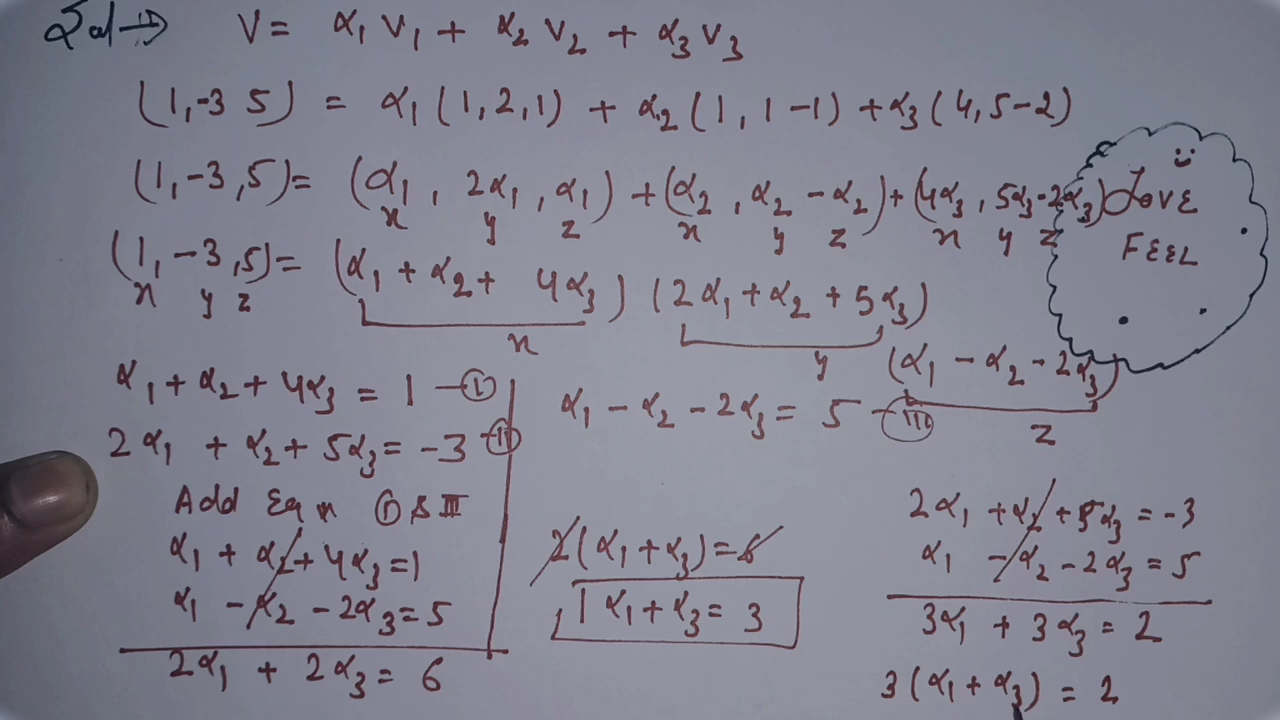 Sol → V = α₁ V₁ + α₂ V₂ + α₃ V₃
(1,-3 5) = α₁ (1,2,1) + α₂ (1, 1 -1) + α₃ (4,5-2)
(1,-3,5) = (α₁, 2α₁, α₁) + (α₂, α₂ -α₂) + (4α₃, 5α₃-2α₃)
x y z x y z x y z
(1,-3,5) = (α₁ + α₂ + 4α₃) (2α₁ + α₂ + 5α₃)
x y z x y
(α₁ - α₂ - 2α₃)
z
LOVE
FEEL
α₁ + α₂ + 4α₃ = 1 - (i)
2α₁ + α₂ + 5α₃ = -3 - (ii)
α₁ - α₂ - 2α₃ = 5 - (iii)
Add Eqn (i) & III
α₁ + α₂ + 4α₃ = 1
α₁ - α₂ - 2α₃ = 5
2α₁ + 2α₃ = 6
2(α₁ + α₃) = 6
1 α₁ + α₃ = 3
2α₁ + α₂ + 5α₃ = -3
α₁ - α₂ - 2α₃ = 5
3α₁ + 3α₃ = 2
3(α₁ + α₃) = 2